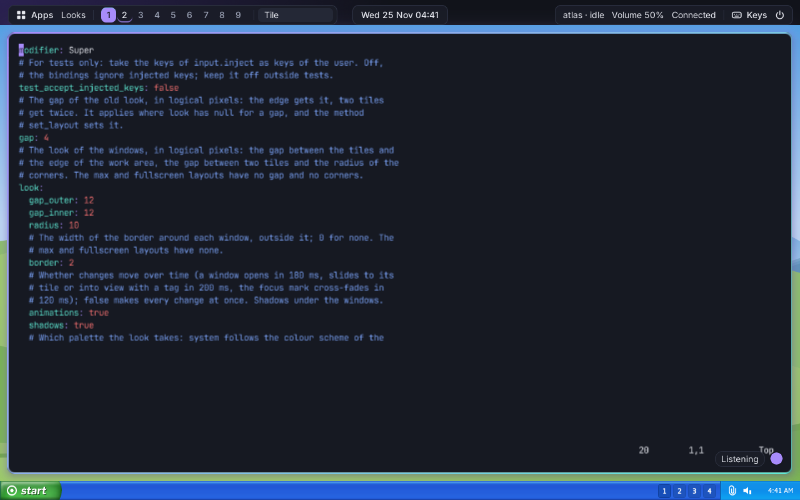 Apps Looks 1 2 3 4 5 6 7 8 9 Tile Wed 25 Nov 04:41 atlas · idle Volume 50% Connected Keys
modifier: Super
# For tests only: take the keys of input.inject as keys of the user. Off,
# the bindings ignore injected keys; keep it off outside tests.
test_accept_injected_keys: false
# The gap of the old look, in logical pixels: the edge gets it, two tiles
# get twice. It applies where look has null for a gap, and the method
# set_layout sets it.
gap: 4
# The look of the windows, in logical pixels: the gap between the tiles and
# the edge of the work area, the gap between two tiles and the radius of the
# corners. The max and fullscreen layouts have no gap and no corners.
look:
gap_outer: 12
gap_inner: 12
radius: 10
# The width of the border around each window, outside it; 0 for none. The
# max and fullscreen layouts have none.
border: 2
# Whether changes move over time (a window opens in 180 ms, slides to its
# tile or into view with a tag in 200 ms, the focus mark cross-fades in
# 120 ms); false makes every change at once. Shadows under the windows.
animations: true
shadows: true
# Which palette the look takes: system follows the colour scheme of the
20 1,1 Top
Listening
start 1 2 3 4 4:41 AM